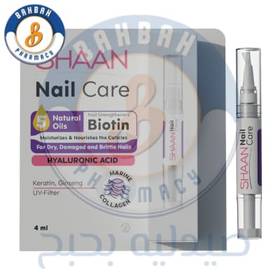 BAHBAH
PHARMACY
SHAAN
Nail Care
5 Natural Oils
Nail Strengthener
Biotin
Moisturizes & Nourishes the Cuticles
For Dry, Damaged and Brittle Nails
HYALURONIC ACID
Keratin, Ginseng
UV-Filter
MARINE COLLAGEN
4 ml
SHAAN Nail Care
صيدلية بحبح